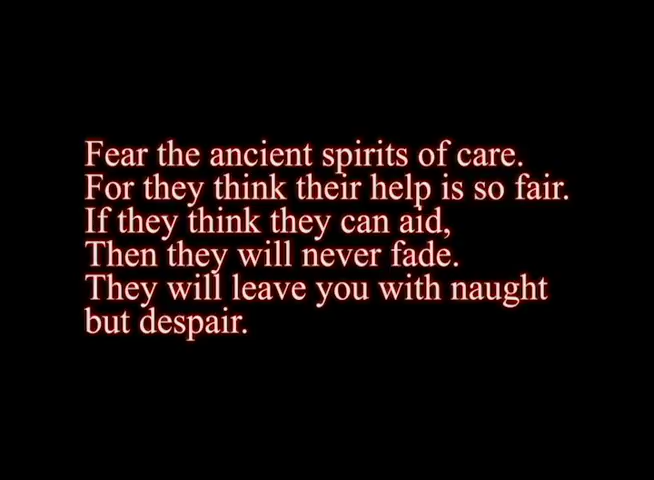 Fear the ancient spirits of care.
For they think their help is so fair.
If they think they can aid,
Then they will never fade.
They will leave you with naught
but despair.